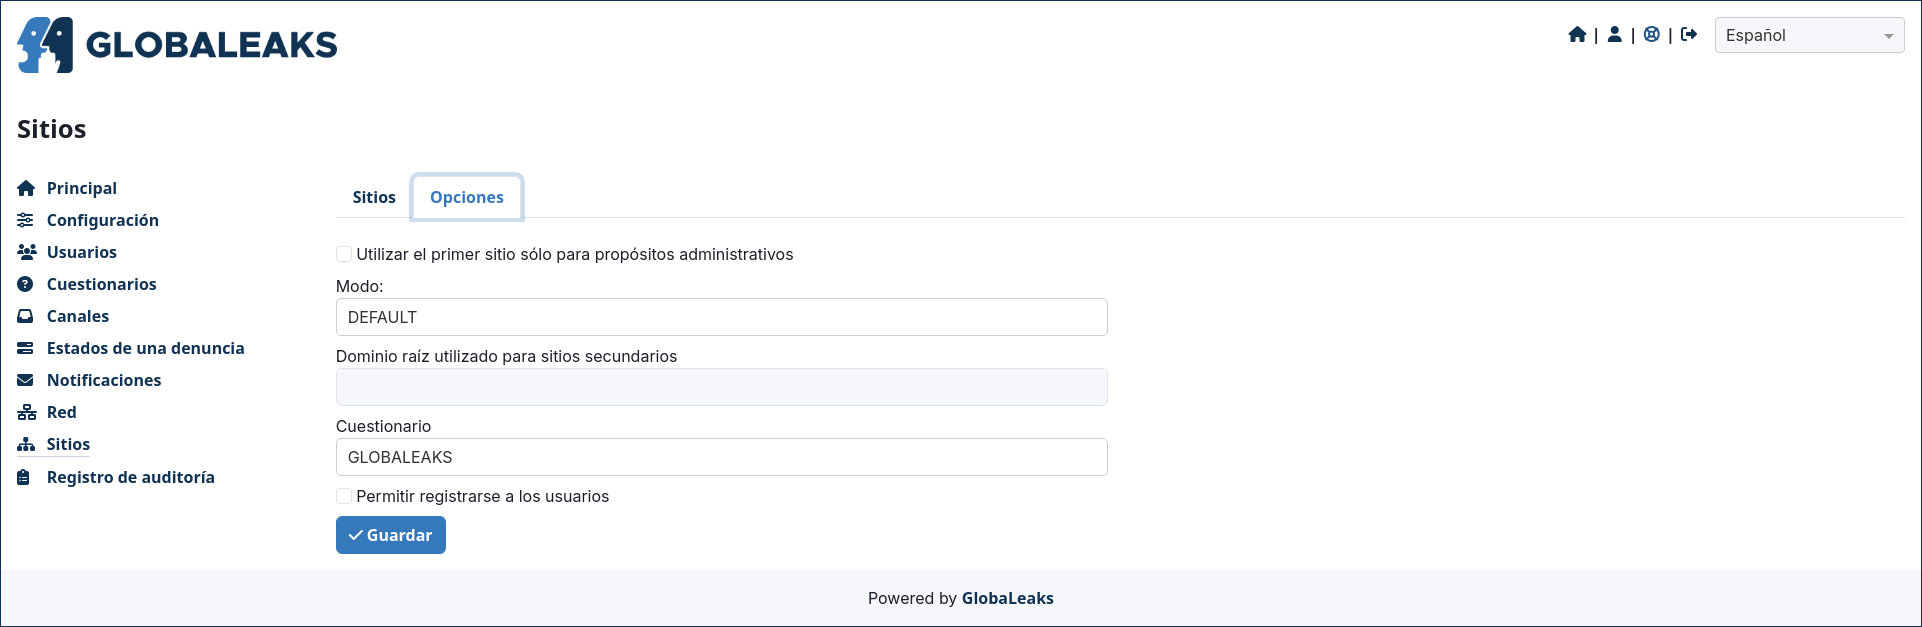 GLOBALEAKS
| | |
Español
Sitios
Principal
Configuración
Usuarios
Cuestionarios
Canales
Estados de una denuncia
Notificaciones
Red
Sitios
Registro de auditoría
Sitios Opciones
Utilizar el primer sitio sólo para propósitos administrativos
Modo:
DEFAULT
Dominio raíz utilizado para sitios secundarios
Cuestionario
GLOBALEAKS
Permitir registrarse a los usuarios
Guardar
Powered by GlobaLeaks